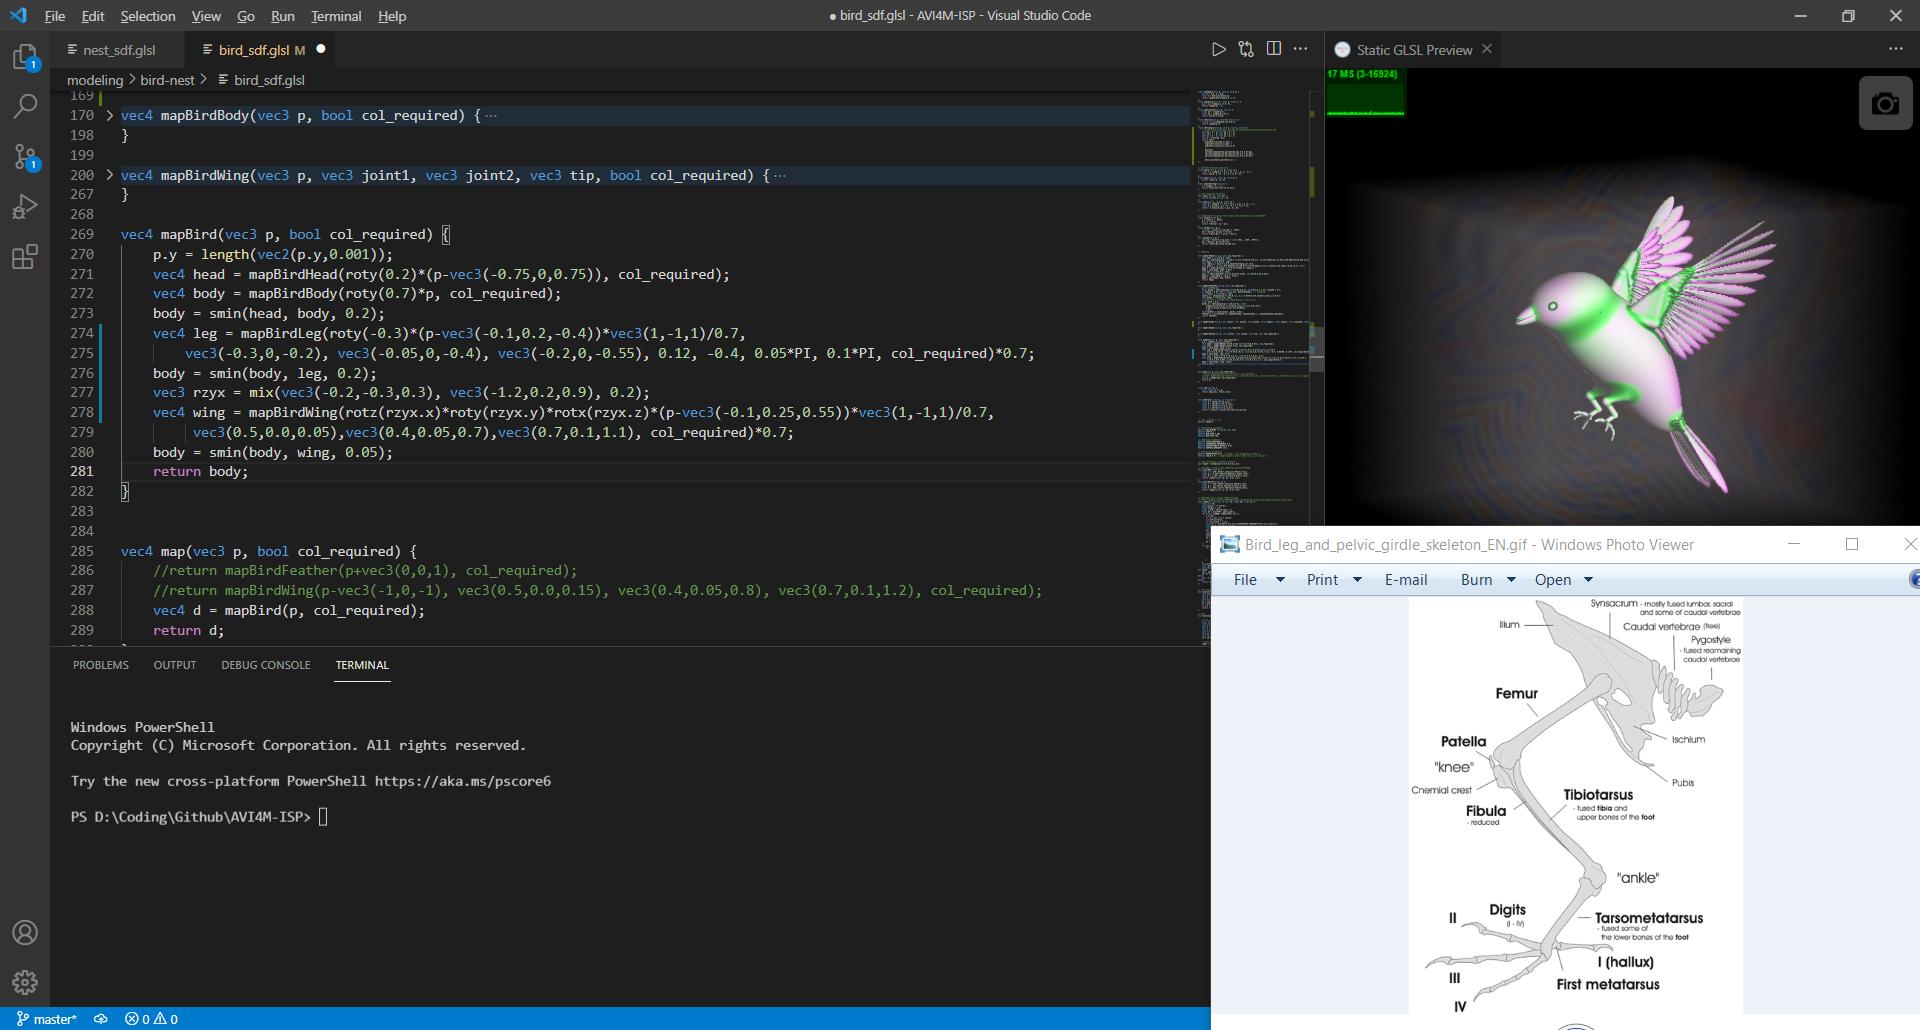 File Edit Selection View Go Run Terminal Help
● bird_sdf.glsl - AVI4M-ISP - Visual Studio Code
nest_sdf.glsl
bird_sdf.glsl M ●
Static GLSL Preview
modeling > bird-nest > bird_sdf.glsl
17 MS (3-16924)
1
1
169
170 vec4 mapBirdBody(vec3 p, bool col_required) {···
198 }
199
200 vec4 mapBirdWing(vec3 p, vec3 joint1, vec3 joint2, vec3 tip, bool col_required) {···
267 }
268
269 vec4 mapBird(vec3 p, bool col_required) {
270 p.y = length(vec2(p.y,0.001));
271 vec4 head = mapBirdHead(roty(0.2)*(p-vec3(-0.75,0,0.75)), col_required);
272 vec4 body = mapBirdBody(roty(0.7)*p, col_required);
273 body = smin(head, body, 0.2);
274 vec4 leg = mapBirdLeg(roty(-0.3)*(p-vec3(-0.1,0.2,-0.4))*vec3(1,-1,1)/0.7,
275 vec3(-0.3,0,-0.2), vec3(-0.05,0,-0.4), vec3(-0.2,0,-0.55), 0.12, -0.4, 0.05*PI, 0.1*PI, col_required)*0.7;
276 body = smin(body, leg, 0.2);
277 vec3 rzyx = mix(vec3(-0.2,-0.3,0.3), vec3(-1.2,0.2,0.9), 0.2);
278 vec4 wing = mapBirdWing(rotz(rzyx.x)*roty(rzyx.y)*rotx(rzyx.z)*(p-vec3(-0.1,0.25,0.55))*vec3(1,-1,1)/0.7,
279 vec3(0.5,0.0,0.05),vec3(0.4,0.05,0.7),vec3(0.7,0.1,1.1), col_required)*0.7;
280 body = smin(body, wing, 0.05);
281 return body;
282 }
283
284
285 vec4 map(vec3 p, bool col_required) {
286 //return mapBirdFeather(p+vec3(0,0,1), col_required);
287 //return mapBirdWing(p-vec3(-1,0,-1), vec3(0.5,0.0,0.15), vec3(0.4,0.05,0.8), vec3(0.7,0.1,1.2), col_required);
288 vec4 d = mapBird(p, col_required);
289 return d;
PROBLEMS OUTPUT DEBUG CONSOLE TERMINAL
Windows PowerShell
Copyright (C) Microsoft Corporation. All rights reserved.
Try the new cross-platform PowerShell https://aka.ms/pscore6
PS D:\Coding\Github\AVI4M-ISP>
master* 0 0
Bird_leg_and_pelvic_girdle_skeleton_EN.gif - Windows Photo Viewer
File Print E-mail Burn Open
Synsacrum - mostly fused lumbar, sacral
and some of caudal vertebrae
Ilium
Caudal vertebrae (free)
Pygostyle
- fused reamaining
caudal vertebrae
Femur
Ischium
Patella
"knee"
Pubis
Cnemial crest
Tibiotarsus
- fused tibia and
upper bones of the foot
Fibula
- reduced
"ankle"
II
Digits
(I - IV)
Tarsometatarsus
- fused some of
the lower bones of the foot
I (hallux)
III
First metatarsus
IV